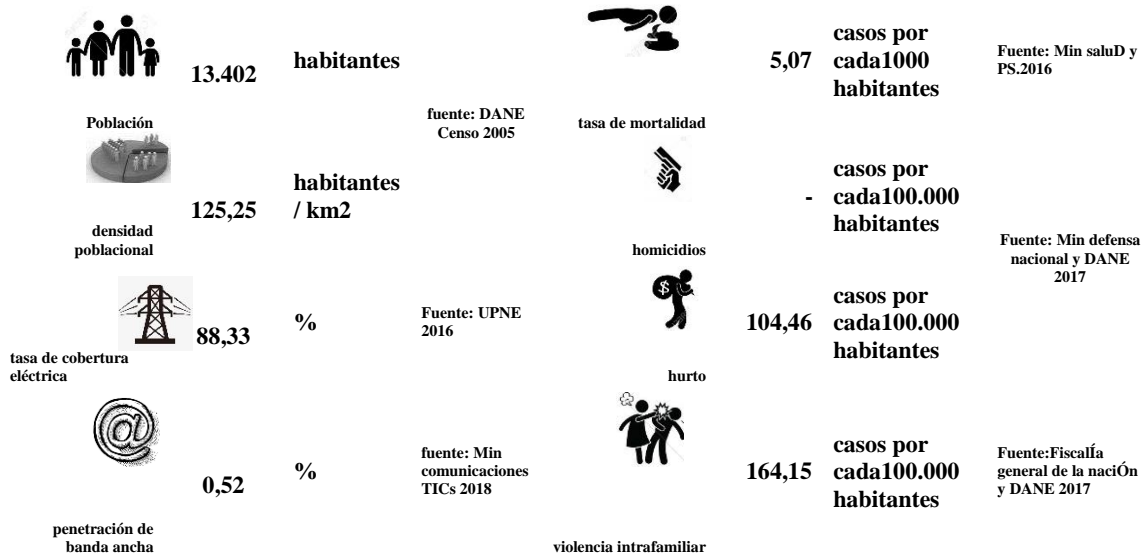 13.402
habitantes
Población
fuente: DANE
Censo 2005
125,25
habitantes
/ km2
densidad
poblacional
88,33
%
Fuente: UPNE
2016
tasa de cobertura
eléctrica
0,52
%
fuente: Min
comunicaciones
TICs 2018
penetración de
banda ancha
5,07
casos por
cada1000
habitantes
Fuente: Min saluD y
PS.2016
tasa de mortalidad
-
casos por
cada100.000
habitantes
homicidios
Fuente: Min defensa
nacional y DANE
2017
$
104,46
casos por
cada100.000
habitantes
hurto
164,15
casos por
cada100.000
habitantes
Fuente:FiscalÍa
general de la naciÓn
y DANE 2017
violencia intrafamiliar